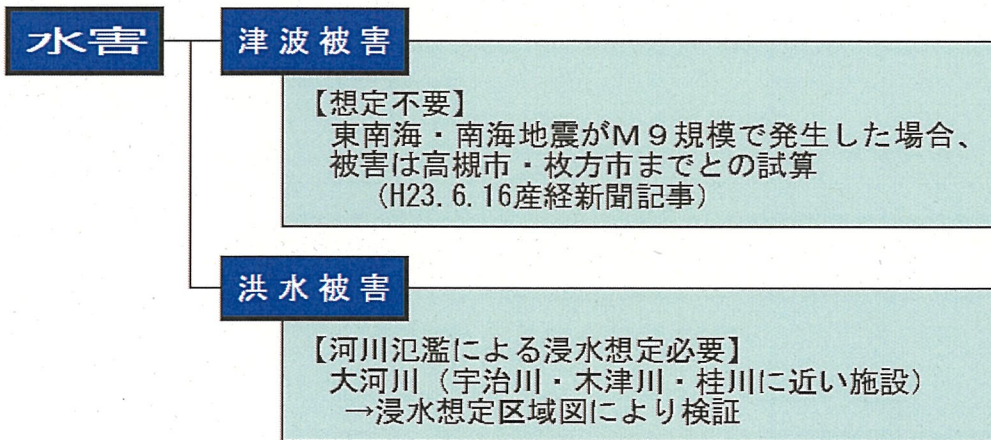 水害
津波被害
【想定不要】
東南海・南海地震がM9規模で発生した場合、
被害は高槻市・枚方市までとの試算
(H23.6.16産経新聞記事)
洪水被害
【河川氾濫による浸水想定必要】
大河川(宇治川・木津川・桂川に近い施設)
→浸水想定区域図により検証